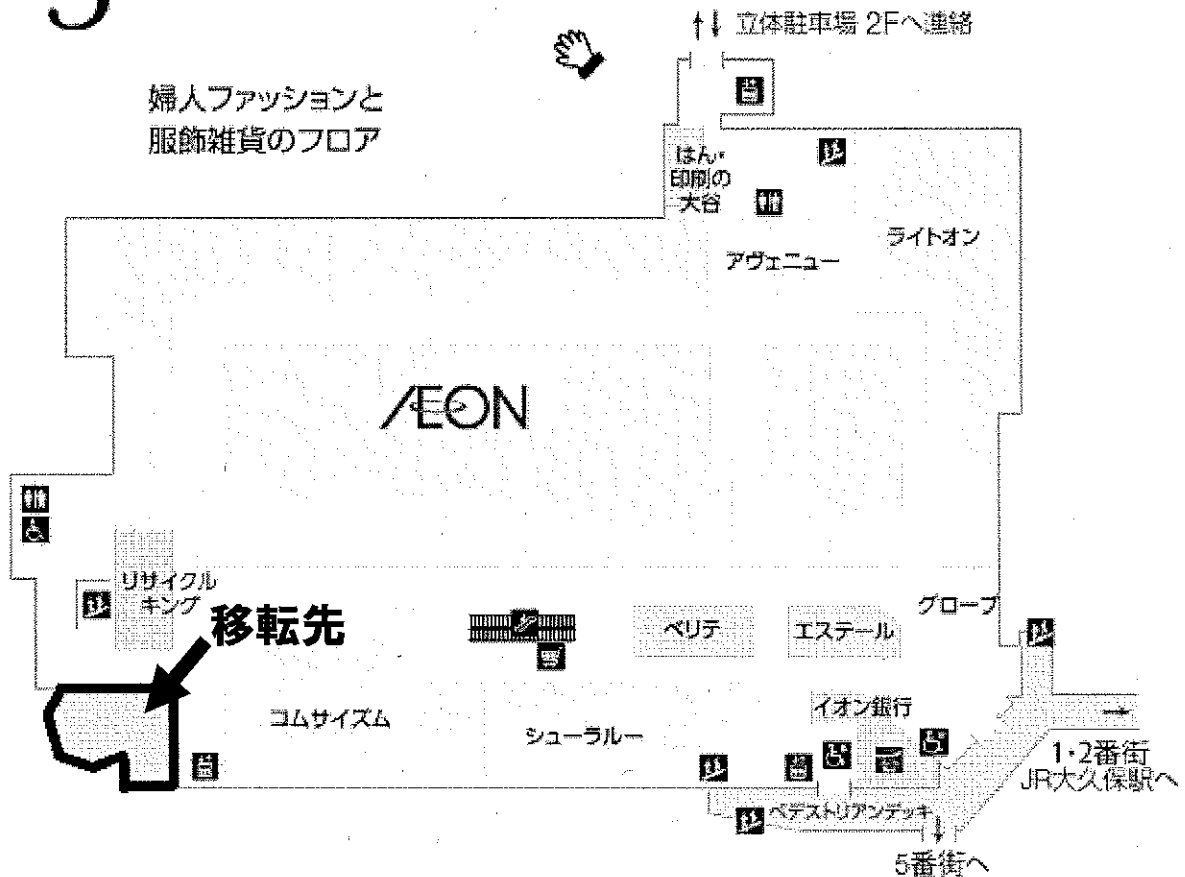 立体駐車場 2Fへ連絡
婦人ファッションと
服飾雑貨のフロア
はん・
印刷の
大谷
ライトオン
アヴェニュー
ÆON
リサイクル
キング
移転先
ベリテ
エステール
グローブ
コムサイズム
シューラルー
イオン銀行
1・2番街
JR大久保駅へ
ペデストリアンデッキ
5番街へ